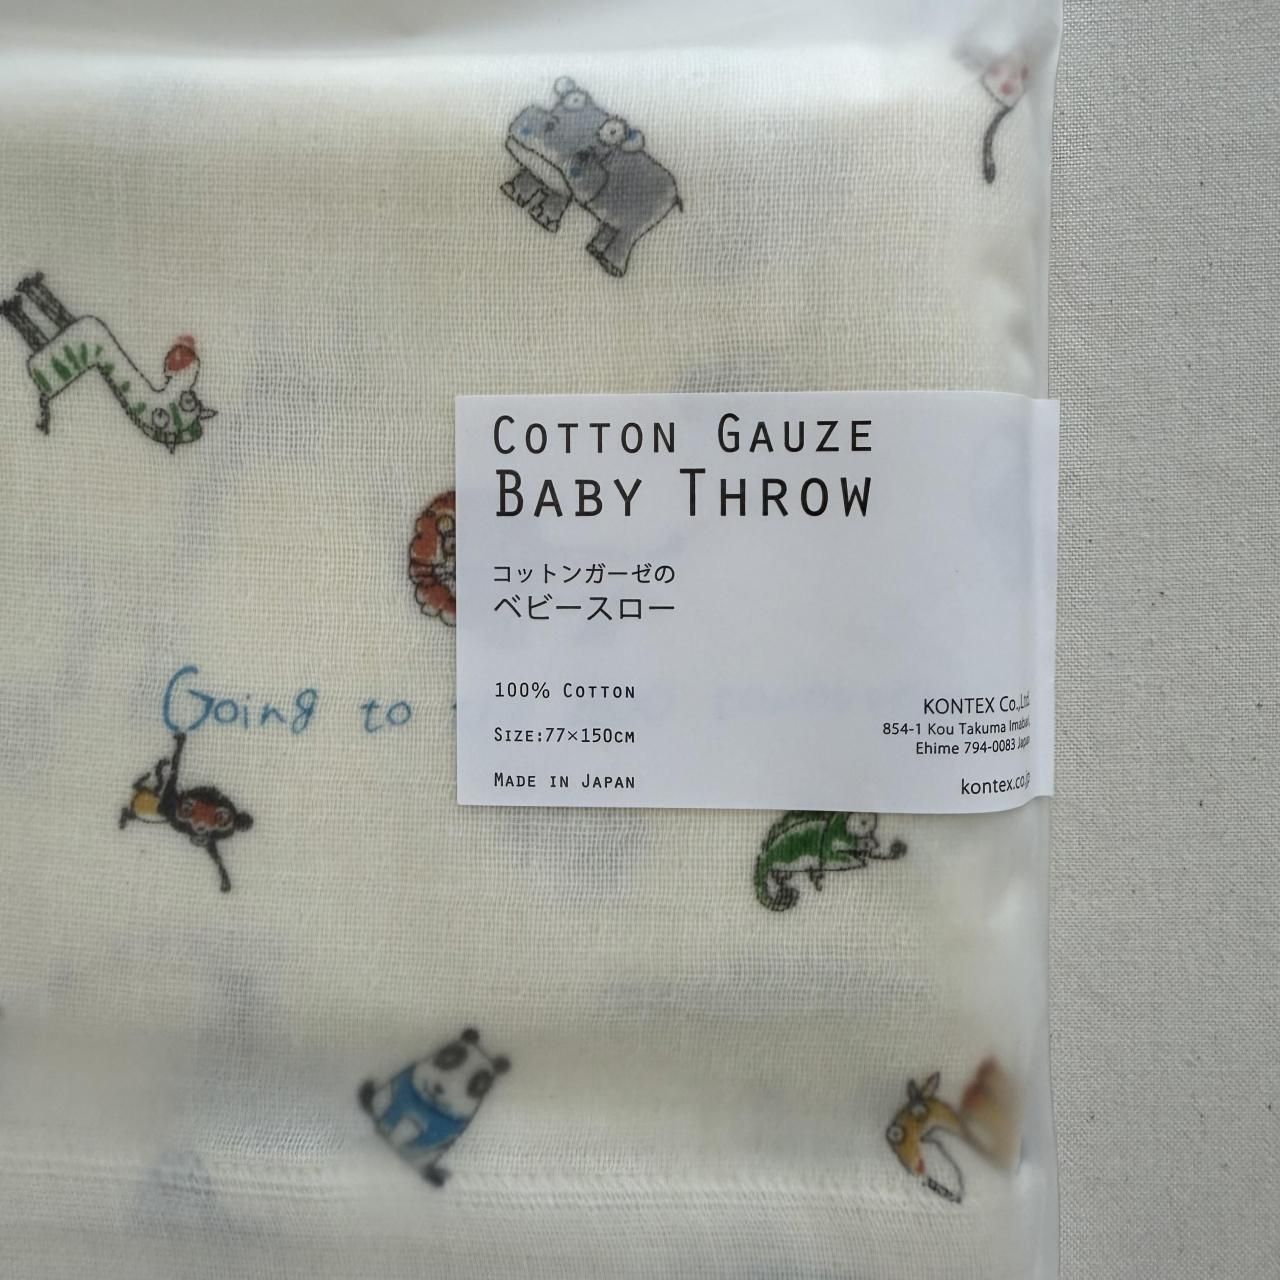 COTTON GAUZE
BABY THROW
コットンガーゼの
ベビースロー
100% COTTON
SIZE:77×150CM
MADE IN JAPAN
KONTEX Co.,Ltd.
854-1 Kou Takuma Imabari,
Ehime 794-0083 Japan
kontex.co.jp
Going to